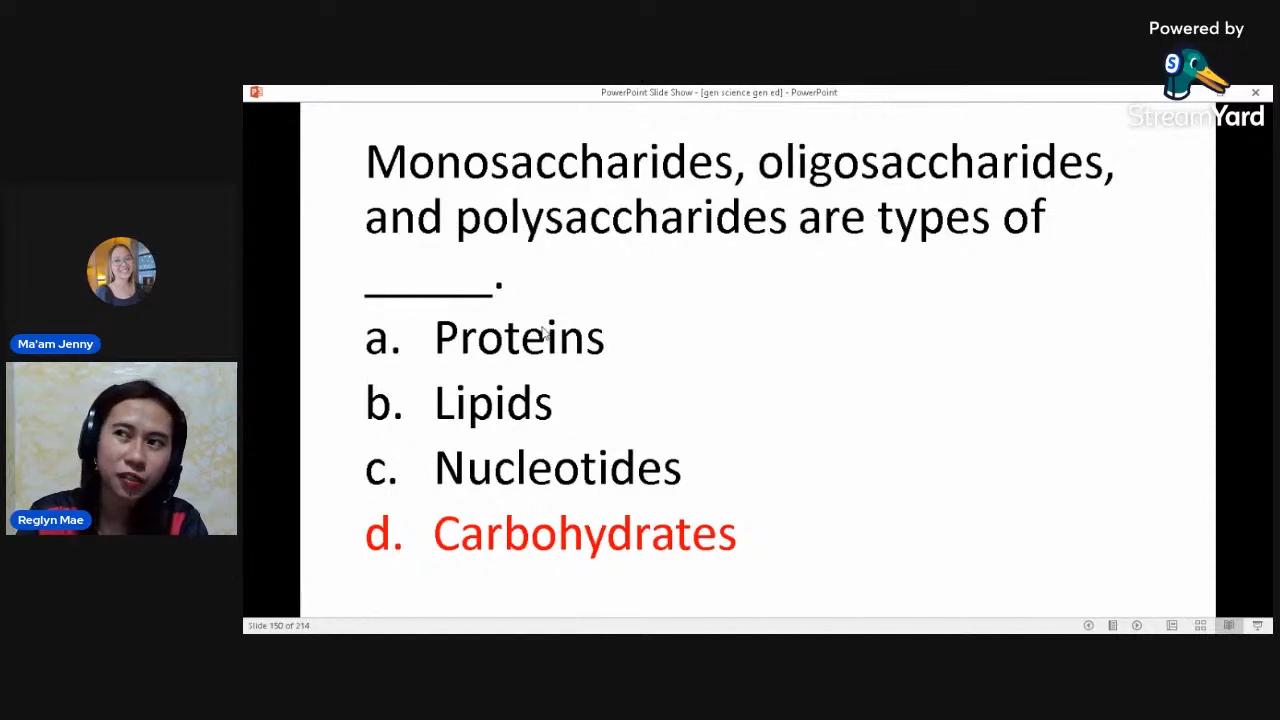 Powered by
S
StreamYard
PowerPoint Slide Show - [gen science gen ed] - PowerPoint
Monosaccharides, oligosaccharides,
and polysaccharides are types of
______.
a. Proteins
b. Lipids
c. Nucleotides
d. Carbohydrates
Ma'am Jenny
Reglyn Mae
Slide 150 of 214